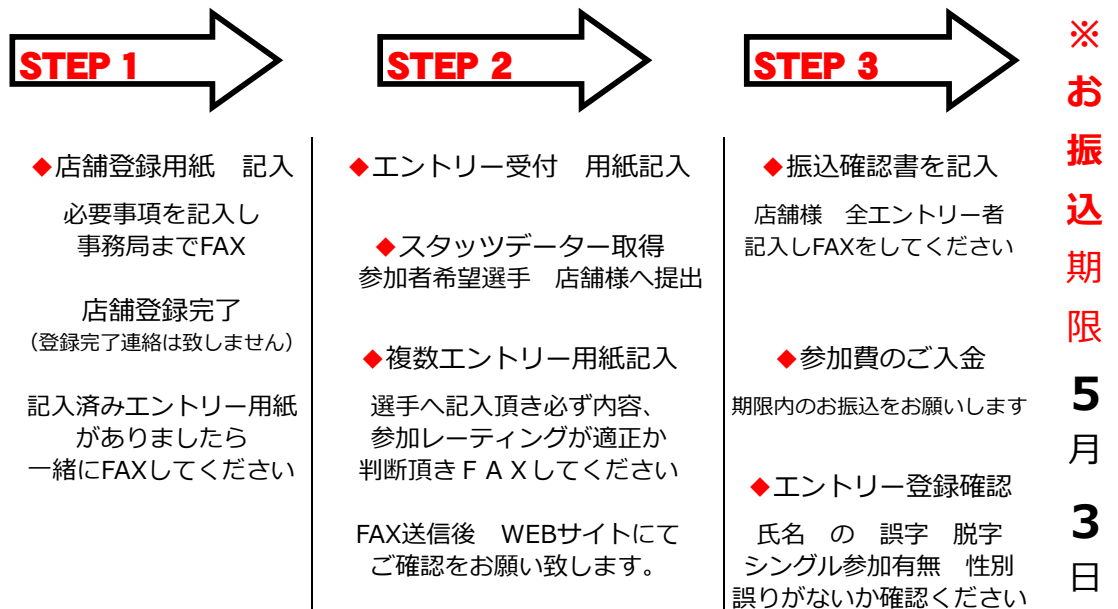 STEP 1
◆店舗登録用紙　記入
必要事項を記入し
事務局までFAX
店舗登録完了
（登録完了連絡は致しません）
記入済みエントリー用紙
がありましたら
一緒にFAXしてください
STEP 2
◆エントリー受付　用紙記入
◆スタッツデーター取得
参加者希望選手　店舗様へ提出
◆複数エントリー用紙記入
選手へ記入頂き必ず内容、
参加レーティングが適正か
判断頂きＦＡＸしてください
FAX送信後　WEBサイトにて
ご確認をお願い致します。
STEP 3
◆振込確認書を記入
店舗様　全エントリー者
記入しFAXをしてください
◆参加費のご入金
期限内のお振込をお願いします
◆エントリー登録確認
氏名　の　誤字　脱字
シングル参加有無　性別
誤りがないか確認ください
※お振込期限5月3日